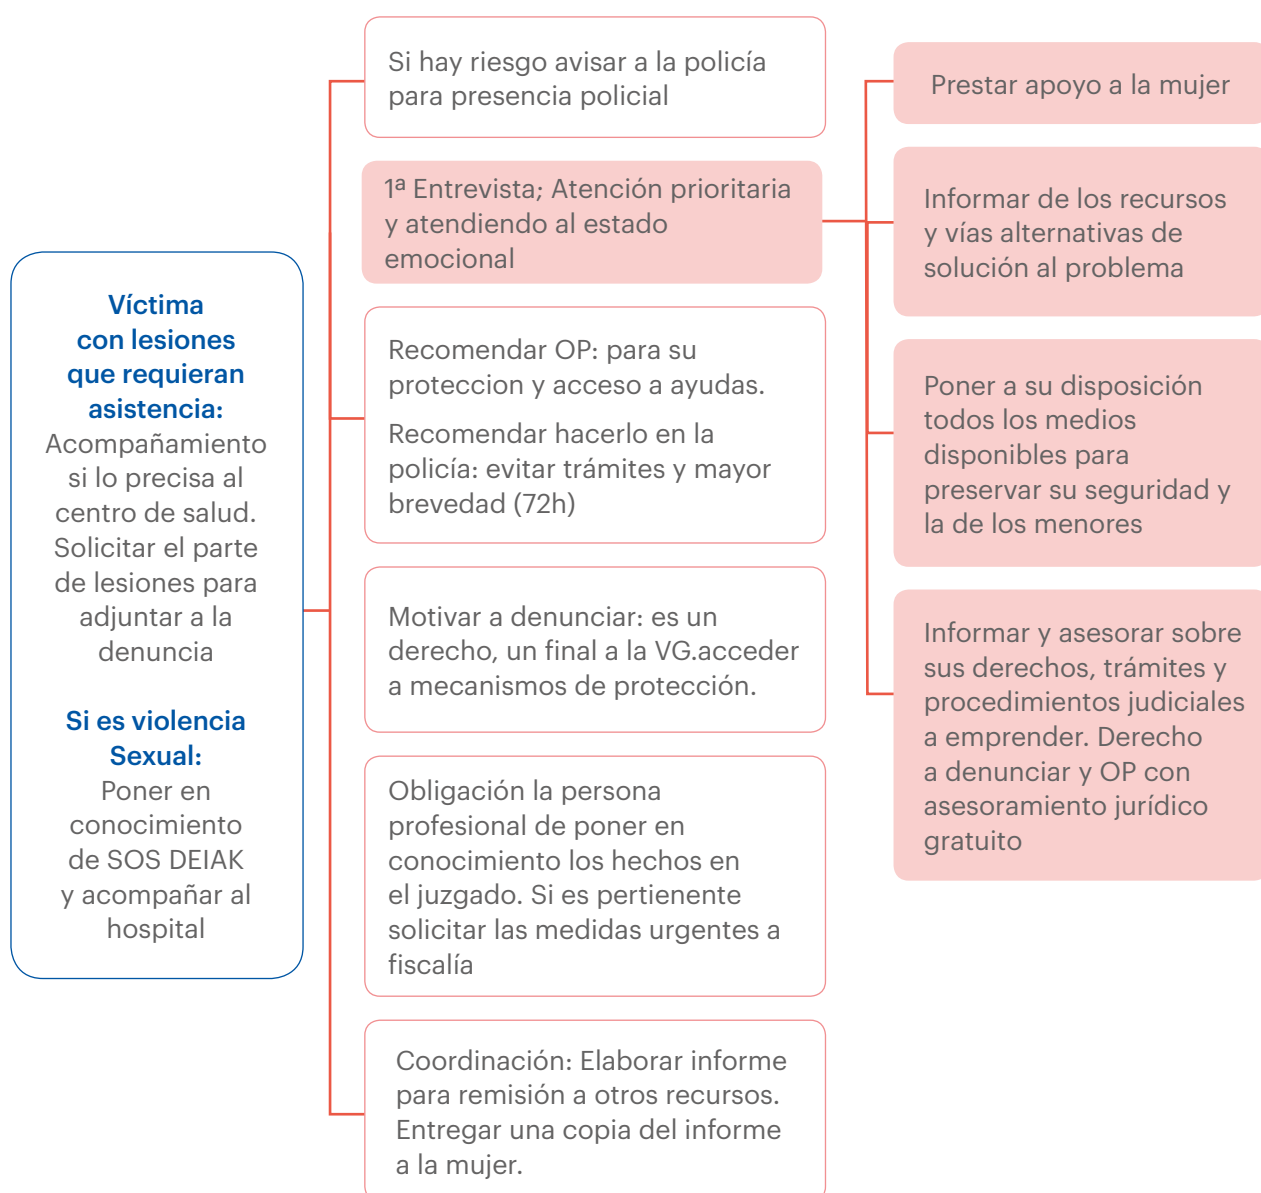 Víctima
con lesiones
que requieran
asistencia:
Acompañamiento
si lo precisa al
centro de salud.
Solicitar el parte
de lesiones para
adjuntar a la
denuncia
Si es violencia
Sexual:
Poner en
conocimiento
de SOS DEIAK
y acompañar al
hospital
Si hay riesgo avisar a la policía
para presencia policial
1ª Entrevista; Atención prioritaria
y atendiendo al estado
emocional
Recomendar OP: para su
proteccion y acceso a ayudas.
Recomendar hacerlo en la
policía: evitar trámites y mayor
brevedad (72h)
Motivar a denunciar: es un
derecho, un final a la VG.acceder
a mecanismos de protección.
Obligación la persona
profesional de poner en
conocimiento los hechos en
el juzgado. Si es pertienente
solicitar las medidas urgentes a
fiscalía
Coordinación: Elaborar informe
para remisión a otros recursos.
Entregar una copia del informe
a la mujer.
Prestar apoyo a la mujer
Informar de los recursos
y vías alternativas de
solución al problema
Poner a su disposición
todos los medios
disponibles para
preservar su seguridad y
la de los menores
Informar y asesorar sobre
sus derechos, trámites y
procedimientos judiciales
a emprender. Derecho
a denunciar y OP con
asesoramiento jurídico
gratuito